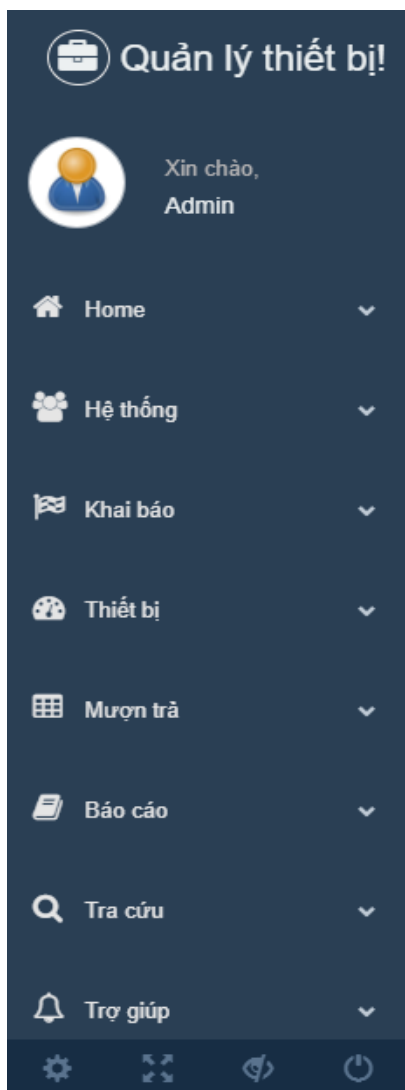 Quản lý thiết bị!
Xin chào,
Admin
Home
Hệ thống
Khai báo
Thiết bị
Mượn trả
Báo cáo
Tra cứu
Trợ giúp